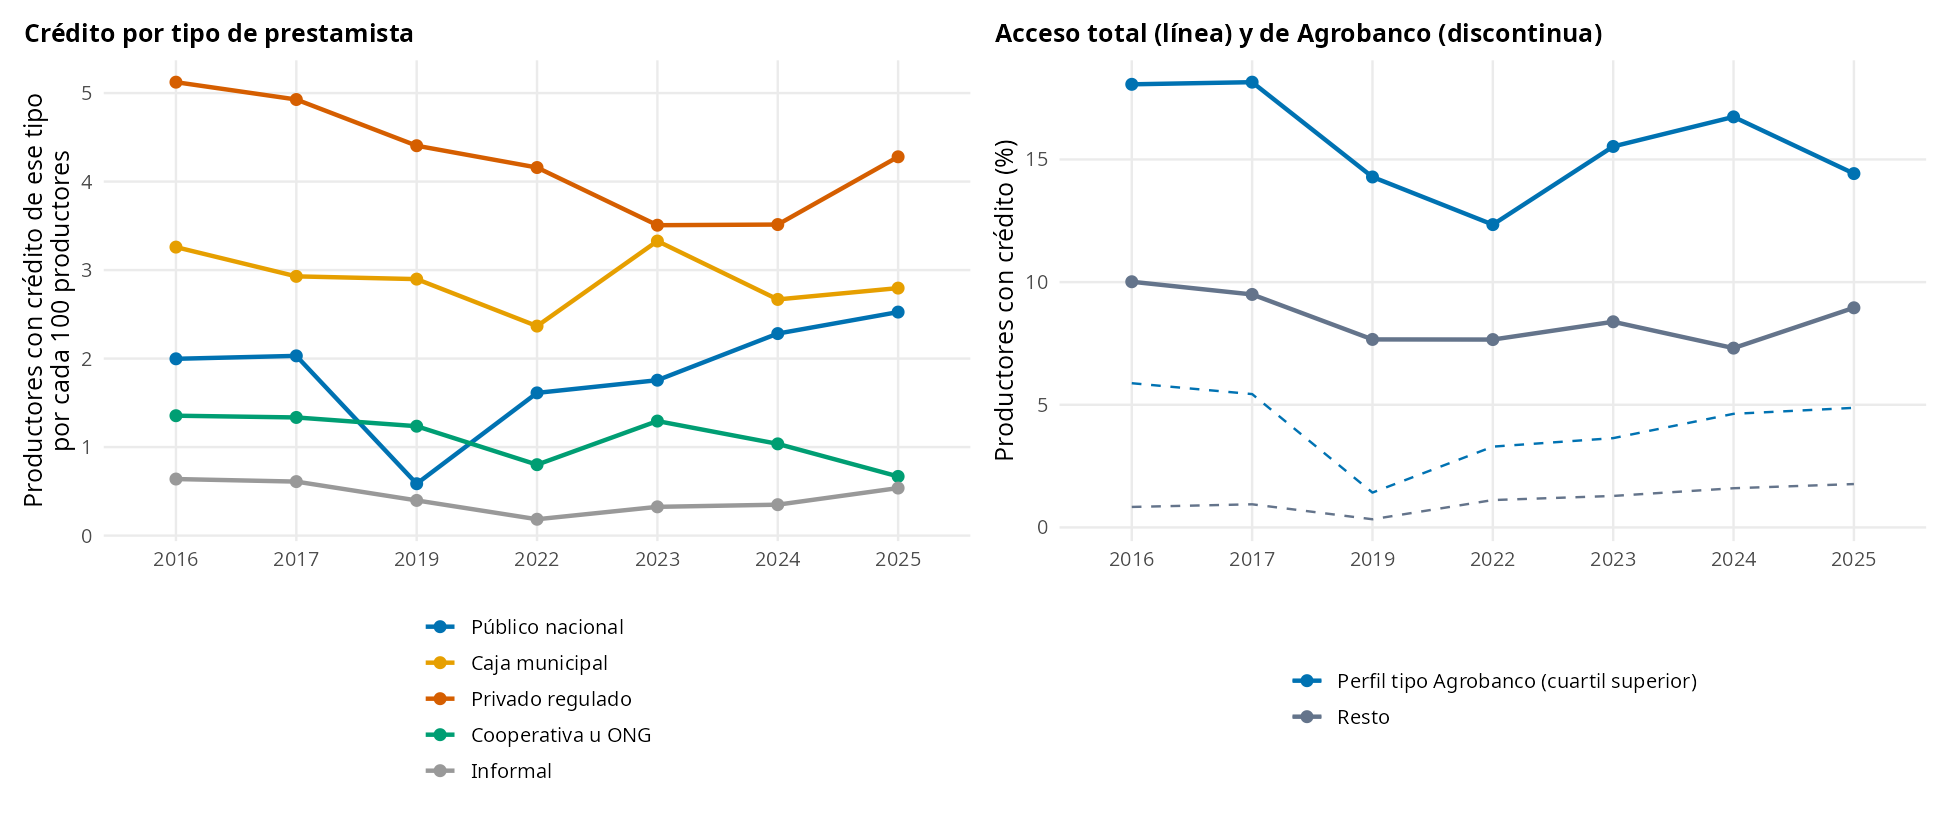 Crédito por tipo de prestamista
Productores con crédito de ese tipo
por cada 100 productores
5
4
3
2
1
0
2016 2017 2019 2022 2023 2024 2025
Público nacional
Caja municipal
Privado regulado
Cooperativa u ONG
Informal
Acceso total (línea) y de Agrobanco (discontinua)
Productores con crédito (%)
15
10
5
0
2016 2017 2019 2022 2023 2024 2025
Perfil tipo Agrobanco (cuartil superior)
Resto